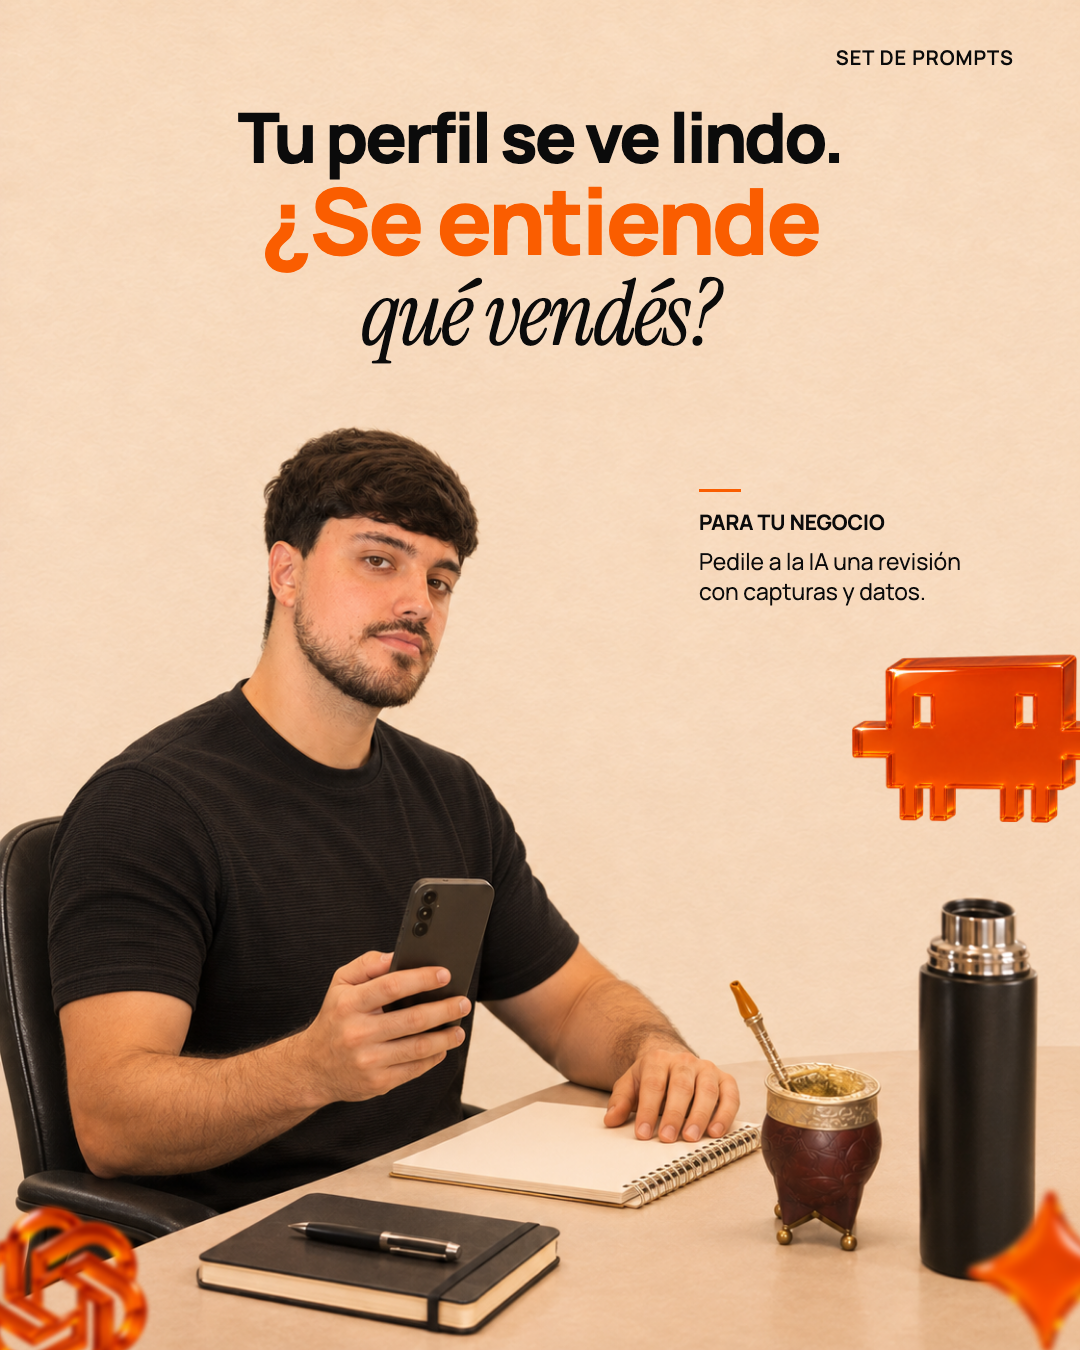 SET DE PROMPTS
Tu perfil se ve lindo.
¿Se entiende
qué vendés?
PARA TU NEGOCIO
Pedile a la IA una revisión
con capturas y datos.